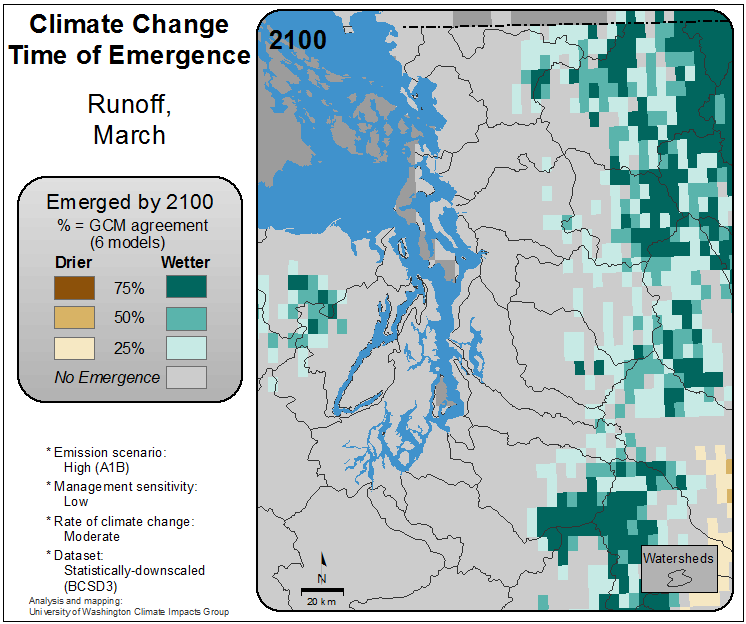 Climate Change
Time of Emergence
Runoff,
March
Emerged by 2100
% = GCM agreement
(6 models)
Drier Wetter
75%
50%
25%
No Emergence
* Emission scenario:
High (A1B)
* Management sensitivity:
Low
* Rate of climate change:
Moderate
* Dataset:
Statistically-downscaled
(BCSD3)
Analysis and mapping:
University of Washington Climate Impacts Group
2100
N
20 km
Watersheds